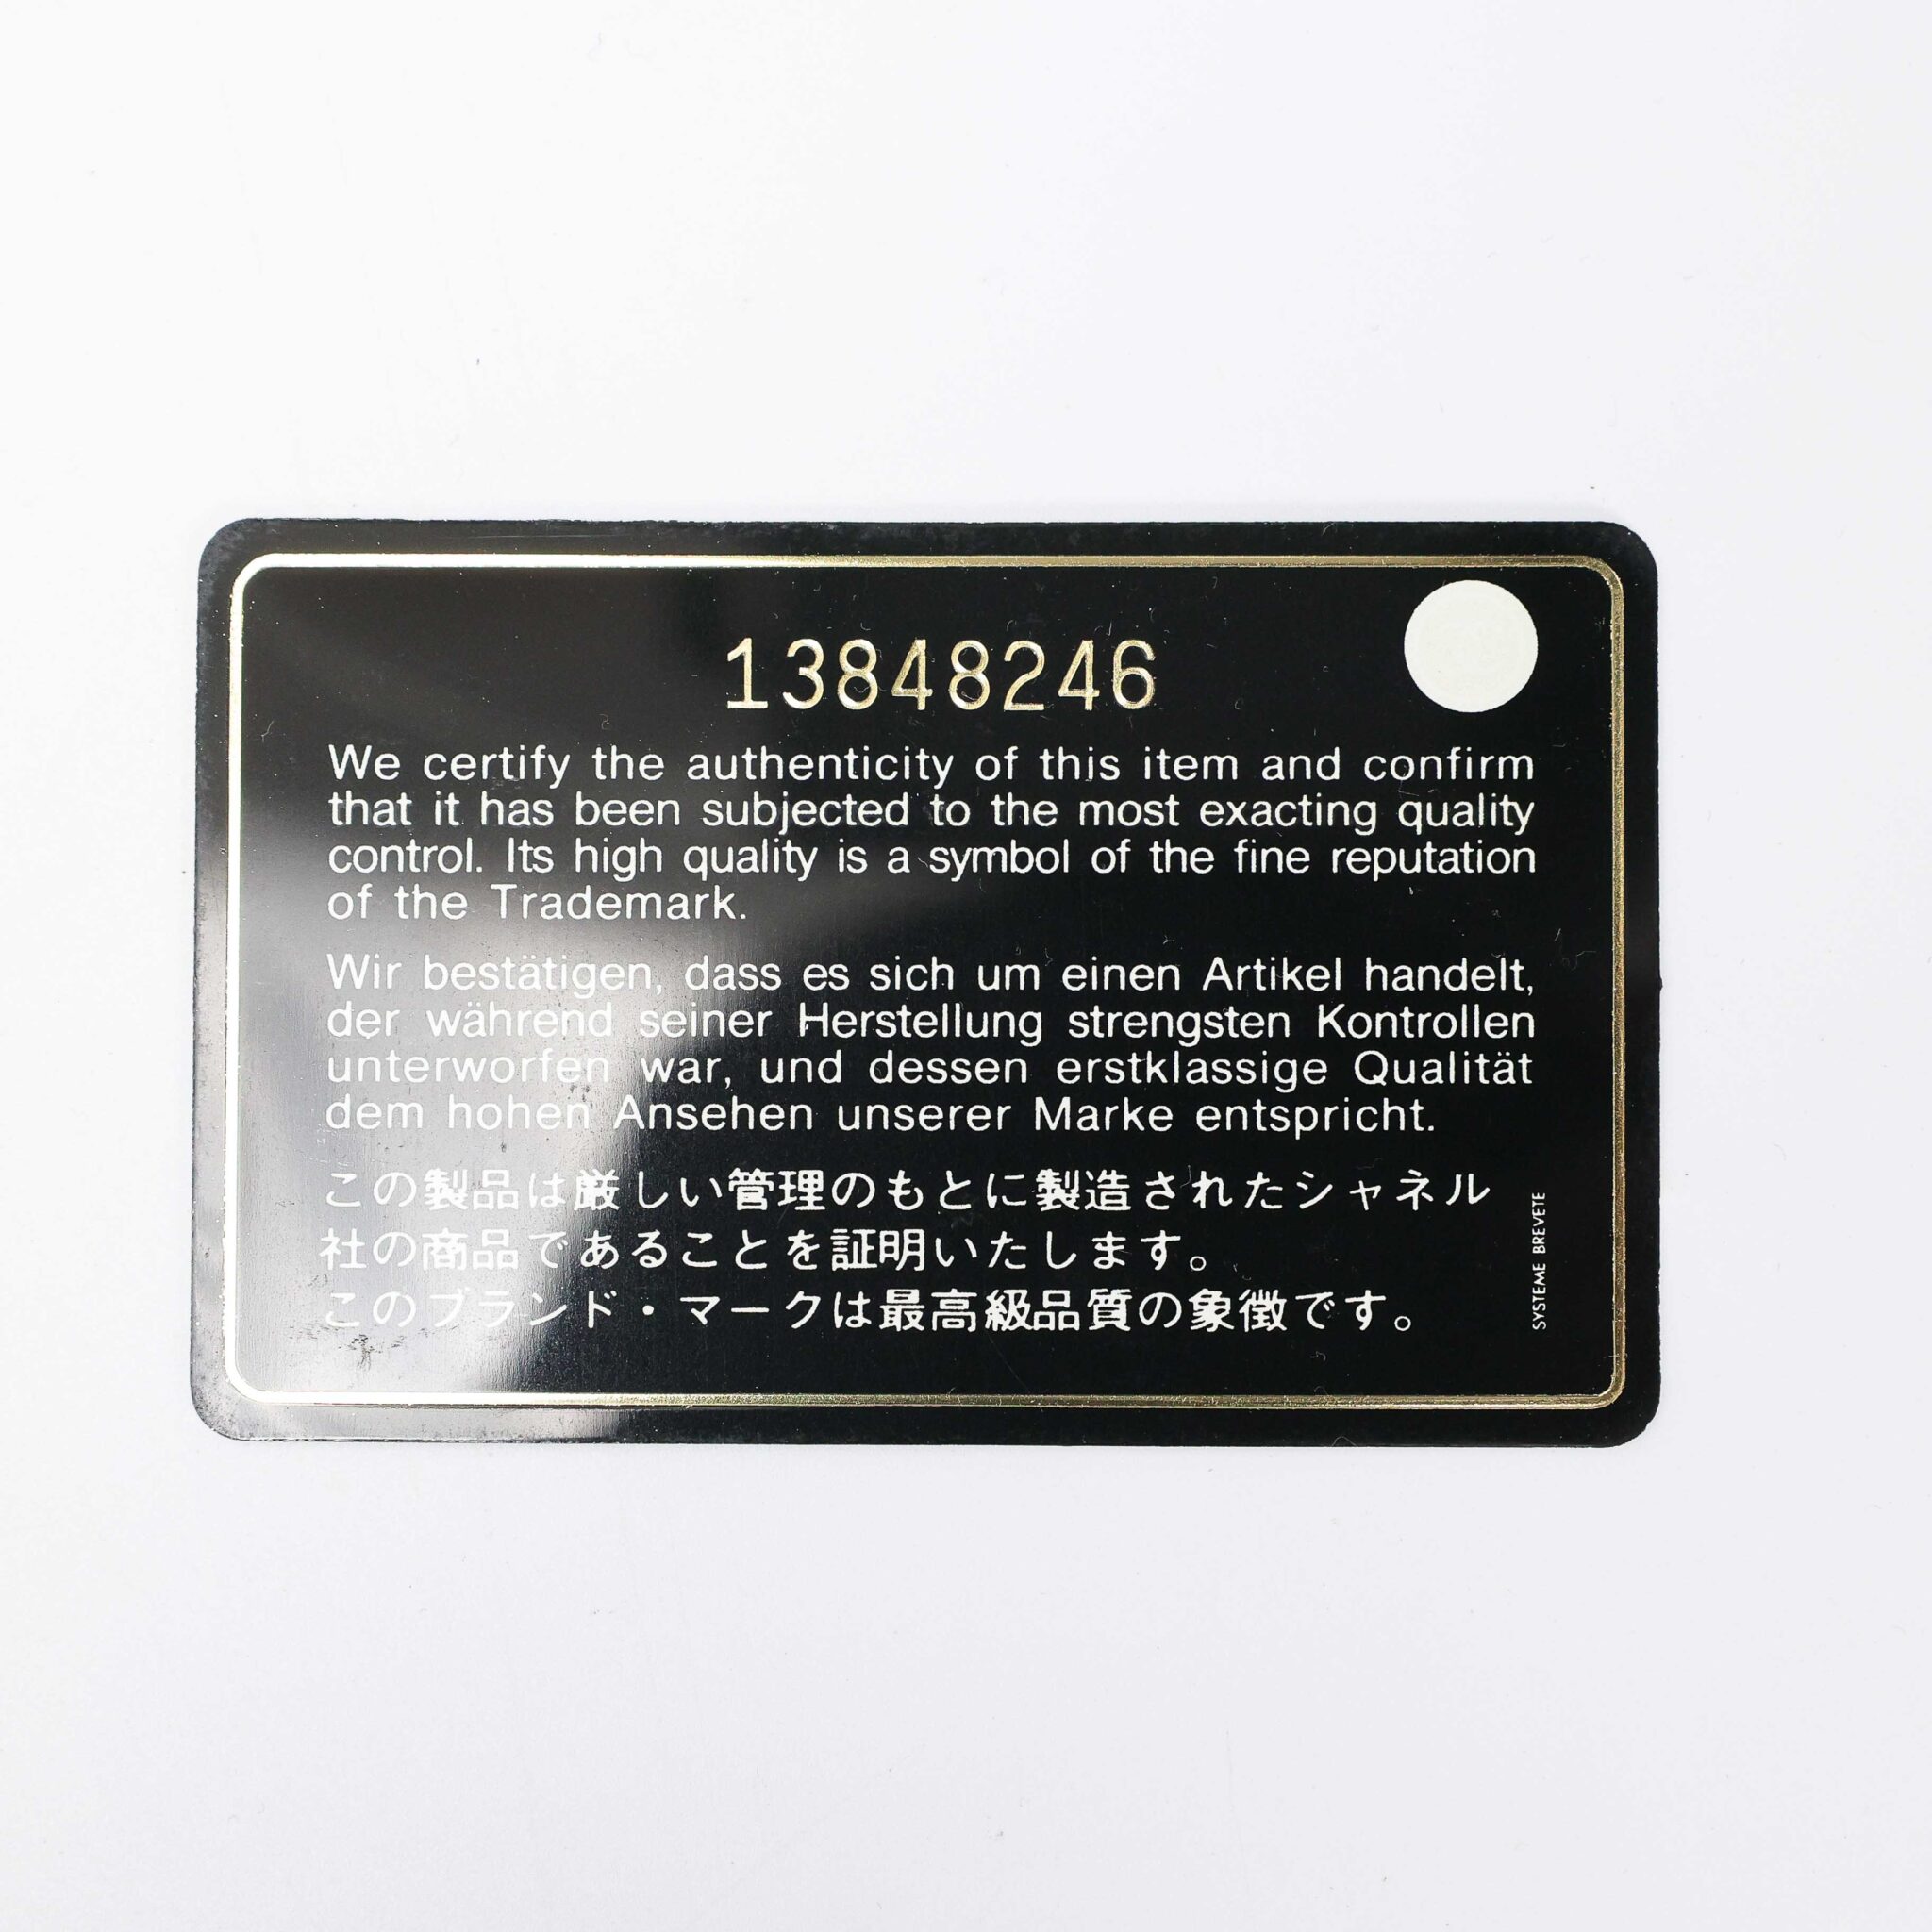 13848246
We certify the authenticity of this item and confirm
that it has been subjected to the most exacting quality
control. Its high quality is a symbol of the fine reputation
of the Trademark.
Wir bestätigen, dass es sich um einen Artikel handelt,
der während seiner Herstellung strengsten Kontrollen
unterworfen war, und dessen erstklassige Qualität
dem hohen Ansehen unserer Marke entspricht.
この製品は厳しい管理のもとに製造されたシャネル
社の商品であることを証明いたします。
このブランド・マークは最高級品質の象徴です。
SYSTEME BREVETE